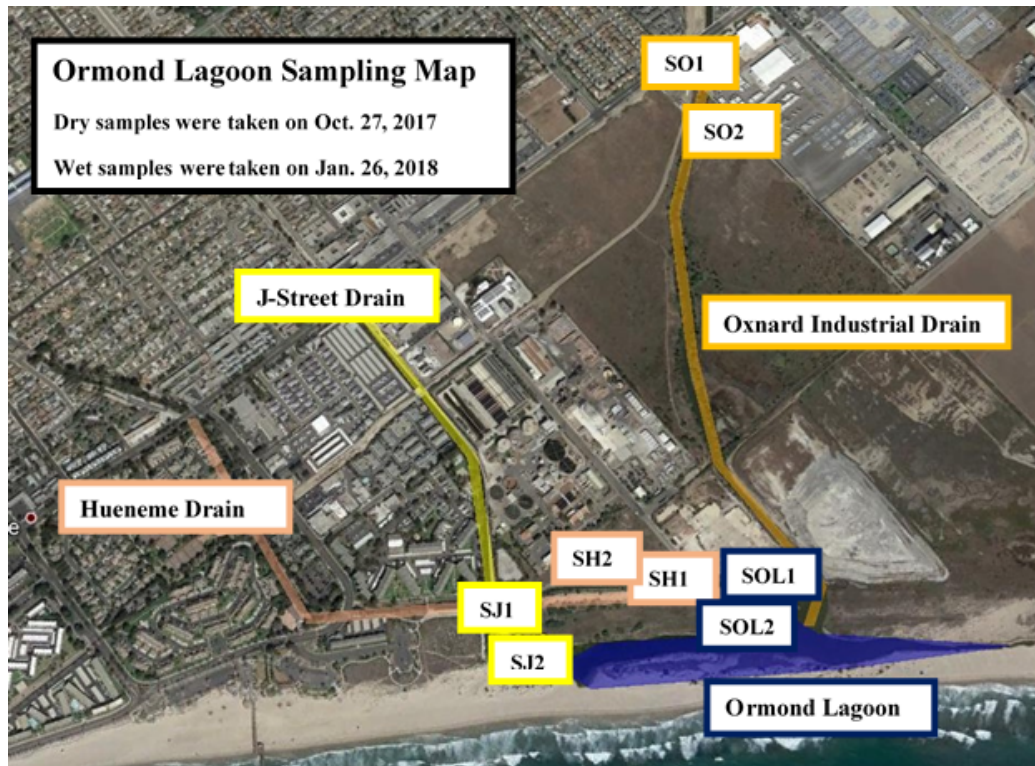 Ormond Lagoon Sampling Map
Dry samples were taken on Oct. 27, 2017
Wet samples were taken on Jan. 26, 2018
SO1
SO2
J-Street Drain
Oxnard Industrial Drain
Hueneme Drain
e
SH2
SH1
SOL1
SJ1
SOL2
SJ2
Ormond Lagoon